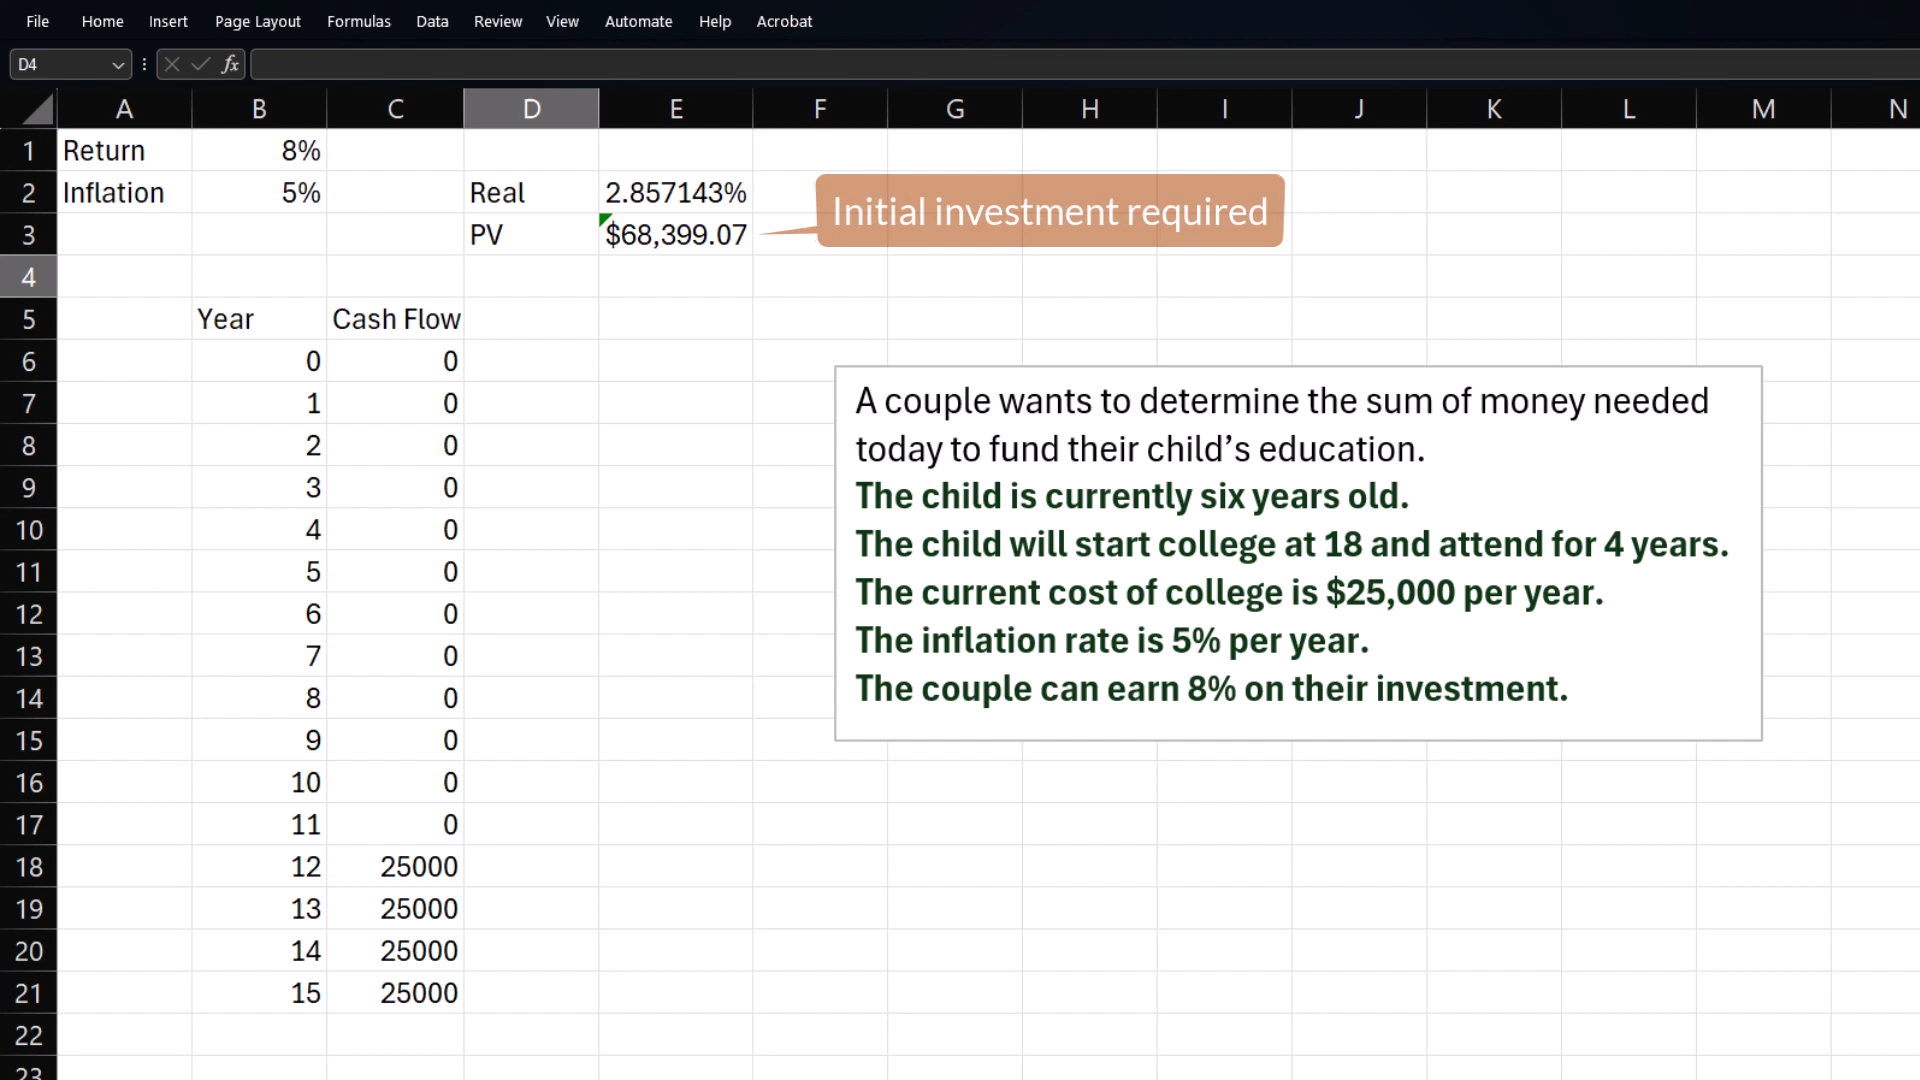 File Home Insert Page Layout Formulas Data Review View Automate Help Acrobat
D4 fx
A B C D E F G H I J K L M N
1 Return 8%
2 Inflation 5% Real 2.857143%
Initial investment required
3 PV $68,399.07
4
5 Year Cash Flow
6 0 0
7 1 0
8 2 0
9 3 0
10 4 0
11 5 0
12 6 0
13 7 0
14 8 0
15 9 0
16 10 0
17 11 0
18 12 25000
19 13 25000
20 14 25000
21 15 25000
22
23
A couple wants to determine the sum of money needed
today to fund their child’s education.
The child is currently six years old.
The child will start college at 18 and attend for 4 years.
The current cost of college is $25,000 per year.
The inflation rate is 5% per year.
The couple can earn 8% on their investment.